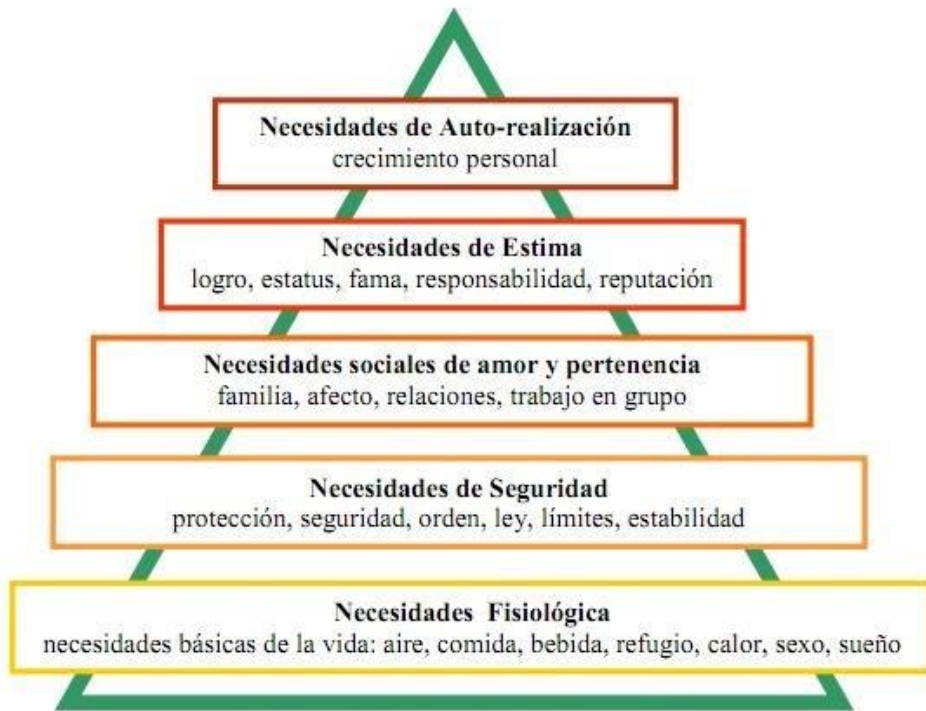 Necesidades de Auto-realización
crecimiento personal
Necesidades de Estima
logro, estatus, fama, responsabilidad, reputación
Necesidades sociales de amor y pertenencia
familia, afecto, relaciones, trabajo en grupo
Necesidades de Seguridad
protección, seguridad, orden, ley, límites, estabilidad
Necesidades Fisiológica
necesidades básicas de la vida: aire, comida, bebida, refugio, calor, sexo, sueño